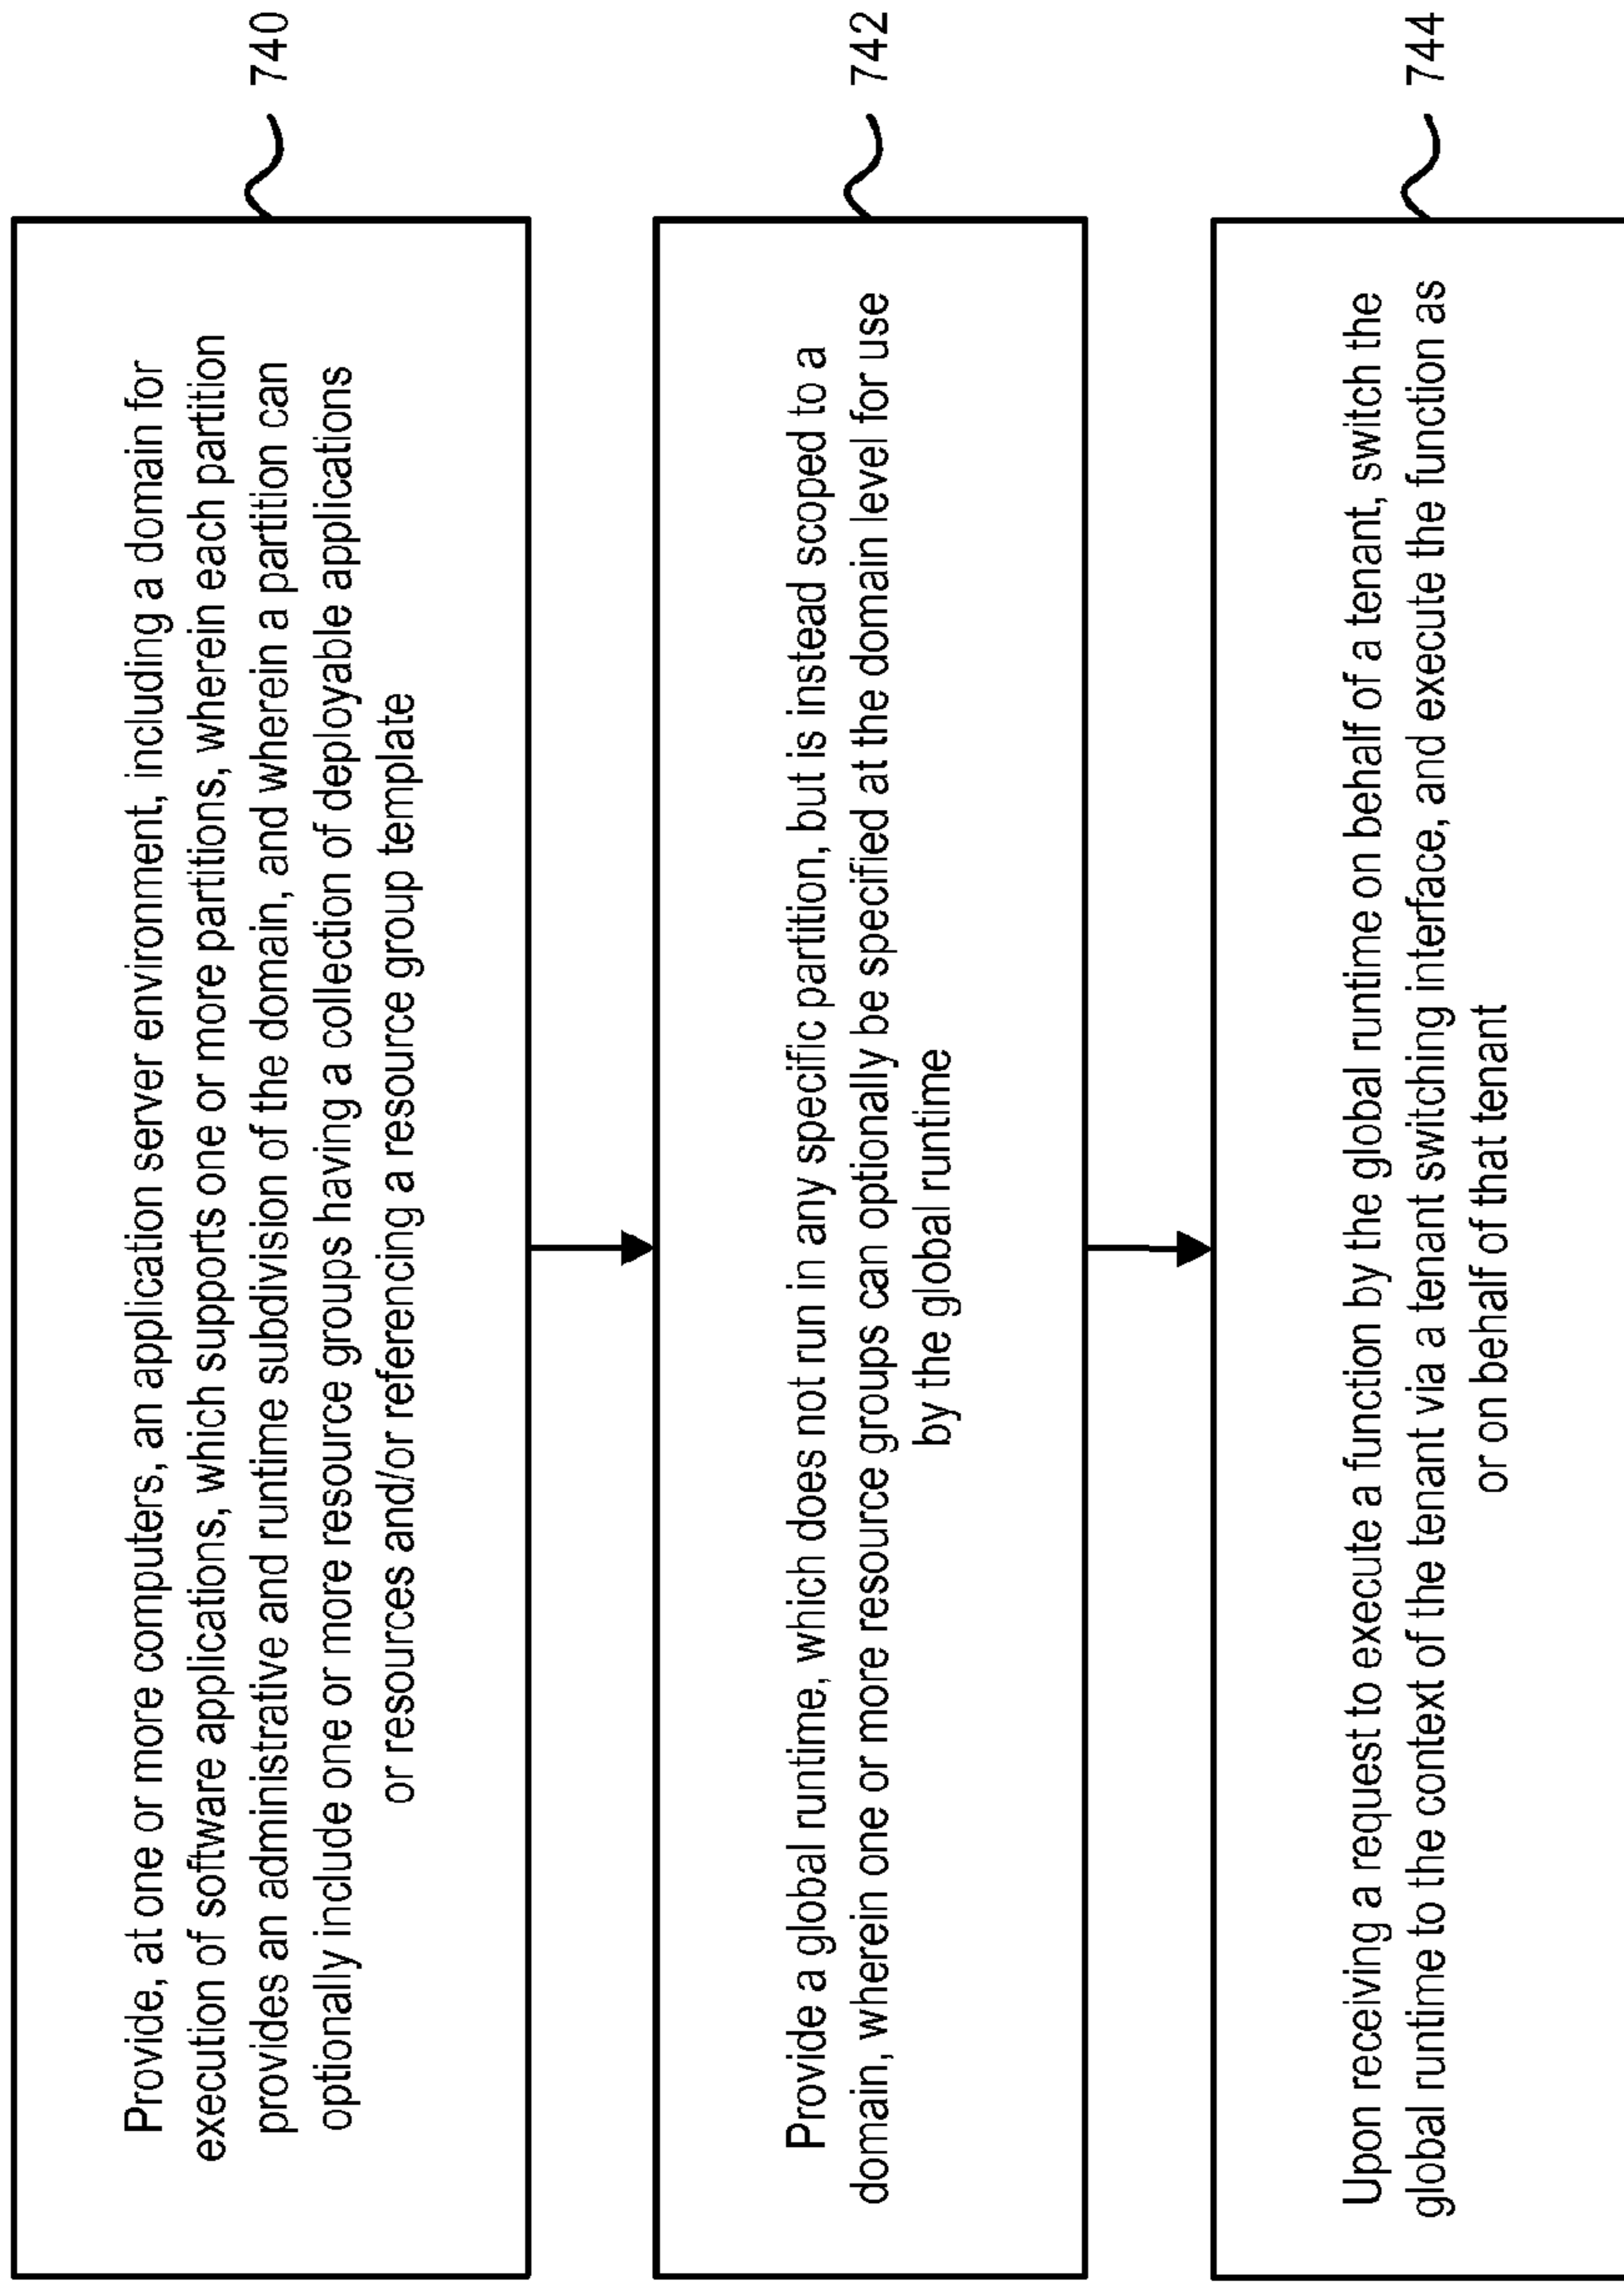 Provide, at one or more computers, an application server environment, including a domain for
execution of software applications, which supports one or more partitions, wherein each partition
provides an administrative and runtime subdivision of the domain, and wherein a partition can
optionally include one or more resource groups having a collection of deployable applications
or resources and/or referencing a resource group template
740
Provide a global runtime, which does not run in any specific partition, but is instead scoped to a
domain, wherein one or more resource groups can optionally be specified at the domain level for use
by the global runtime
742
Upon receiving a request to execute a function by the global runtime on behalf of a tenant, switch the
global runtime to the context of the tenant via a tenant switching interface, and execute the function as
or on behalf of that tenant
744